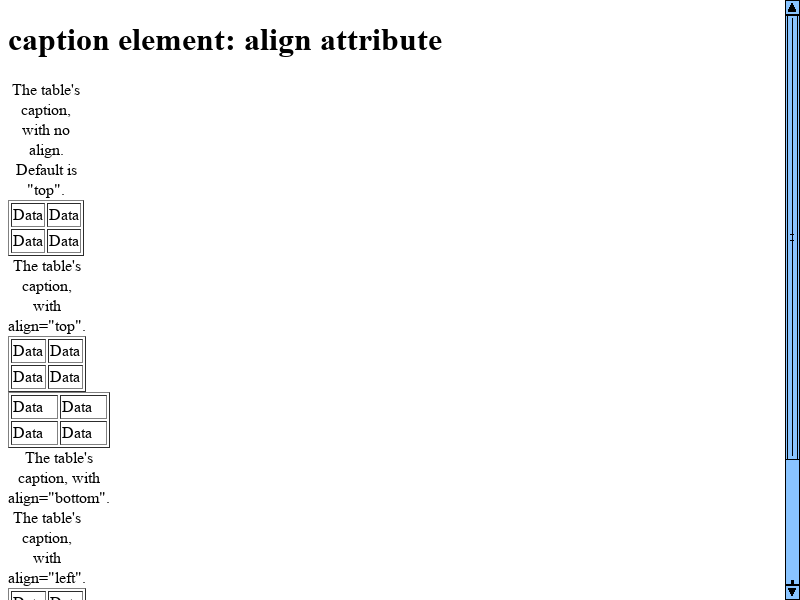 caption element: align attribute
The table's
caption,
with no
align.
Default is
"top".
Data Data
Data Data
The table's
caption,
with
align="top".
Data Data
Data Data
Data Data
Data Data
The table's
caption, with
align="bottom".
The table's
caption,
with
align="left".
Data Data